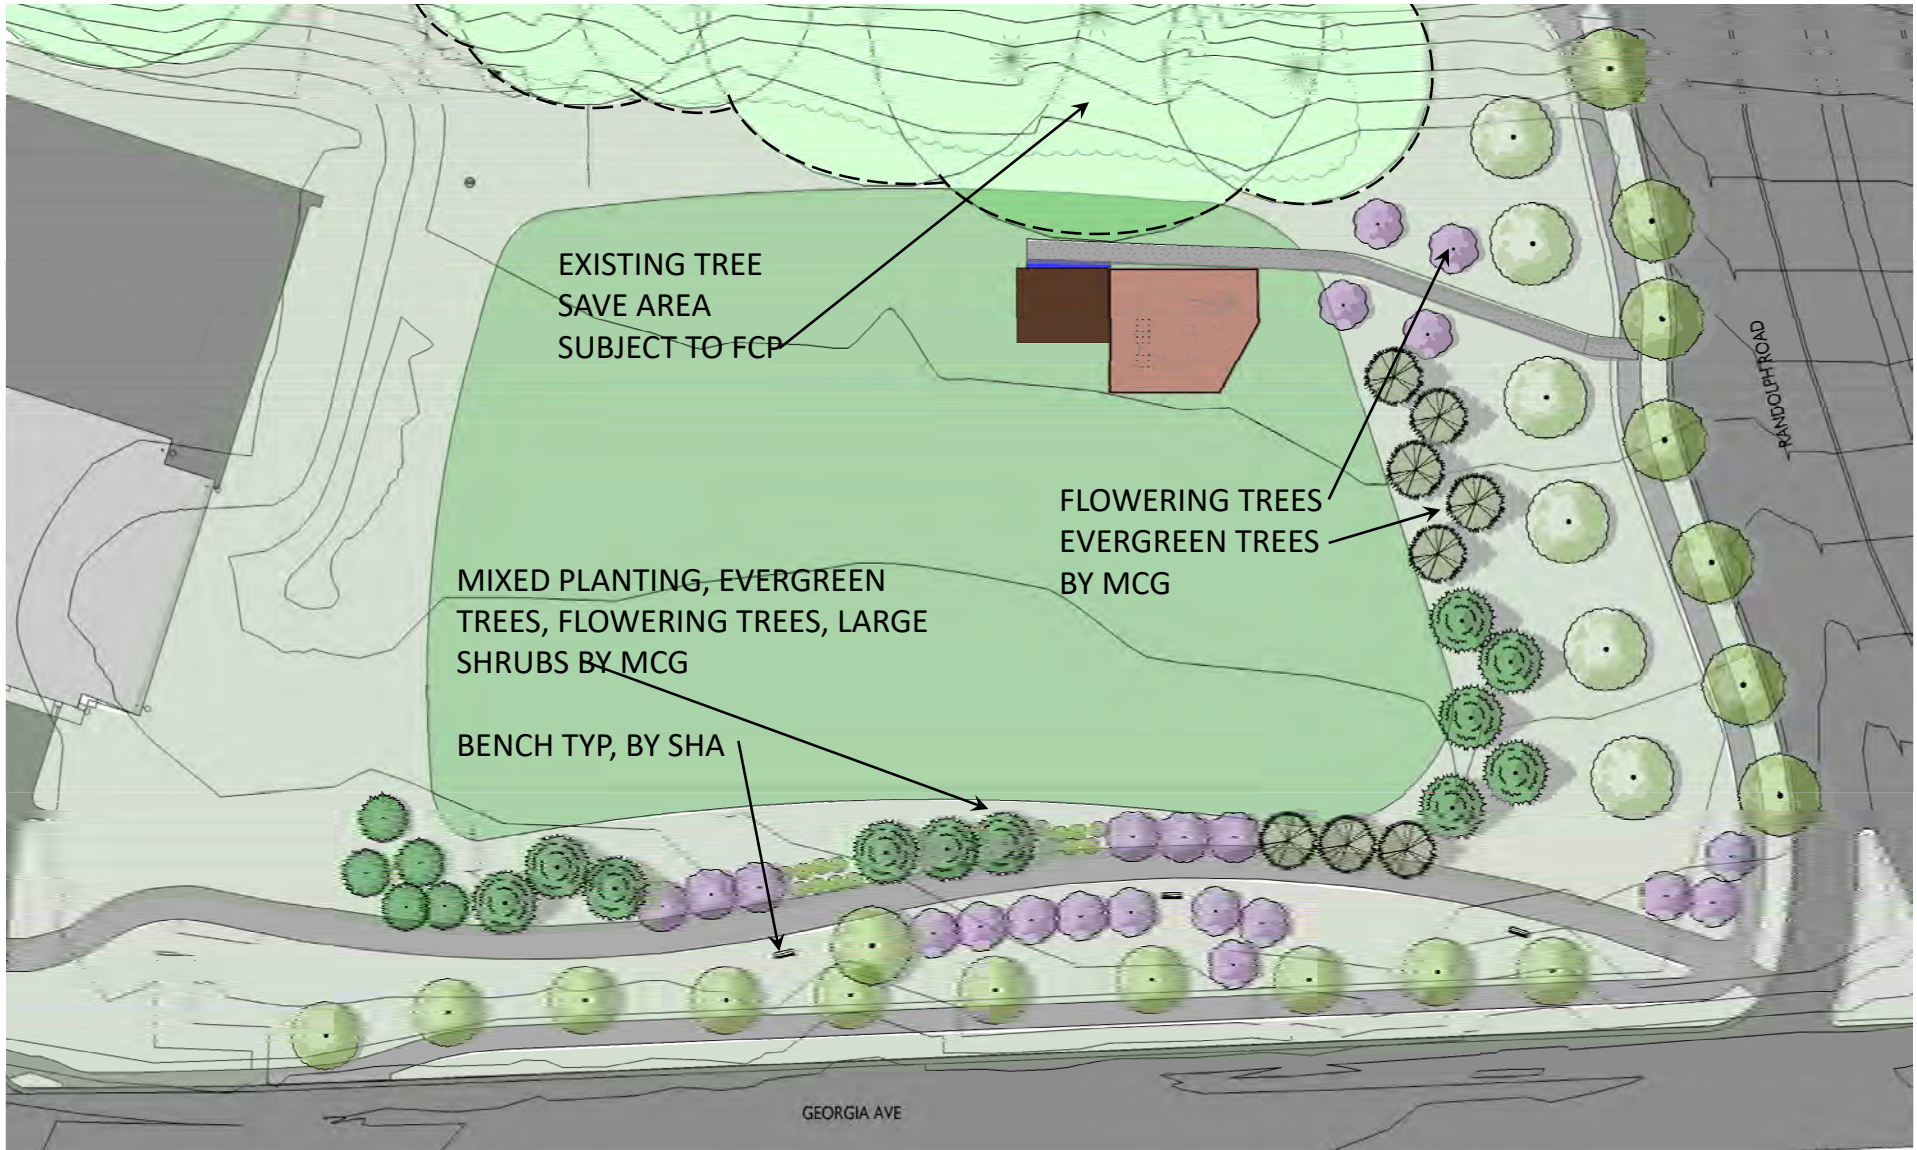 EXISTING TREE
SAVE AREA
SUBJECT TO FCP
RANDOLPH ROAD
FLOWERING TREES
EVERGREEN TREES
BY MCG
MIXED PLANTING, EVERGREEN
TREES, FLOWERING TREES, LARGE
SHRUBS BY MCG
BENCH TYP, BY SHA
GEORGIA AVE